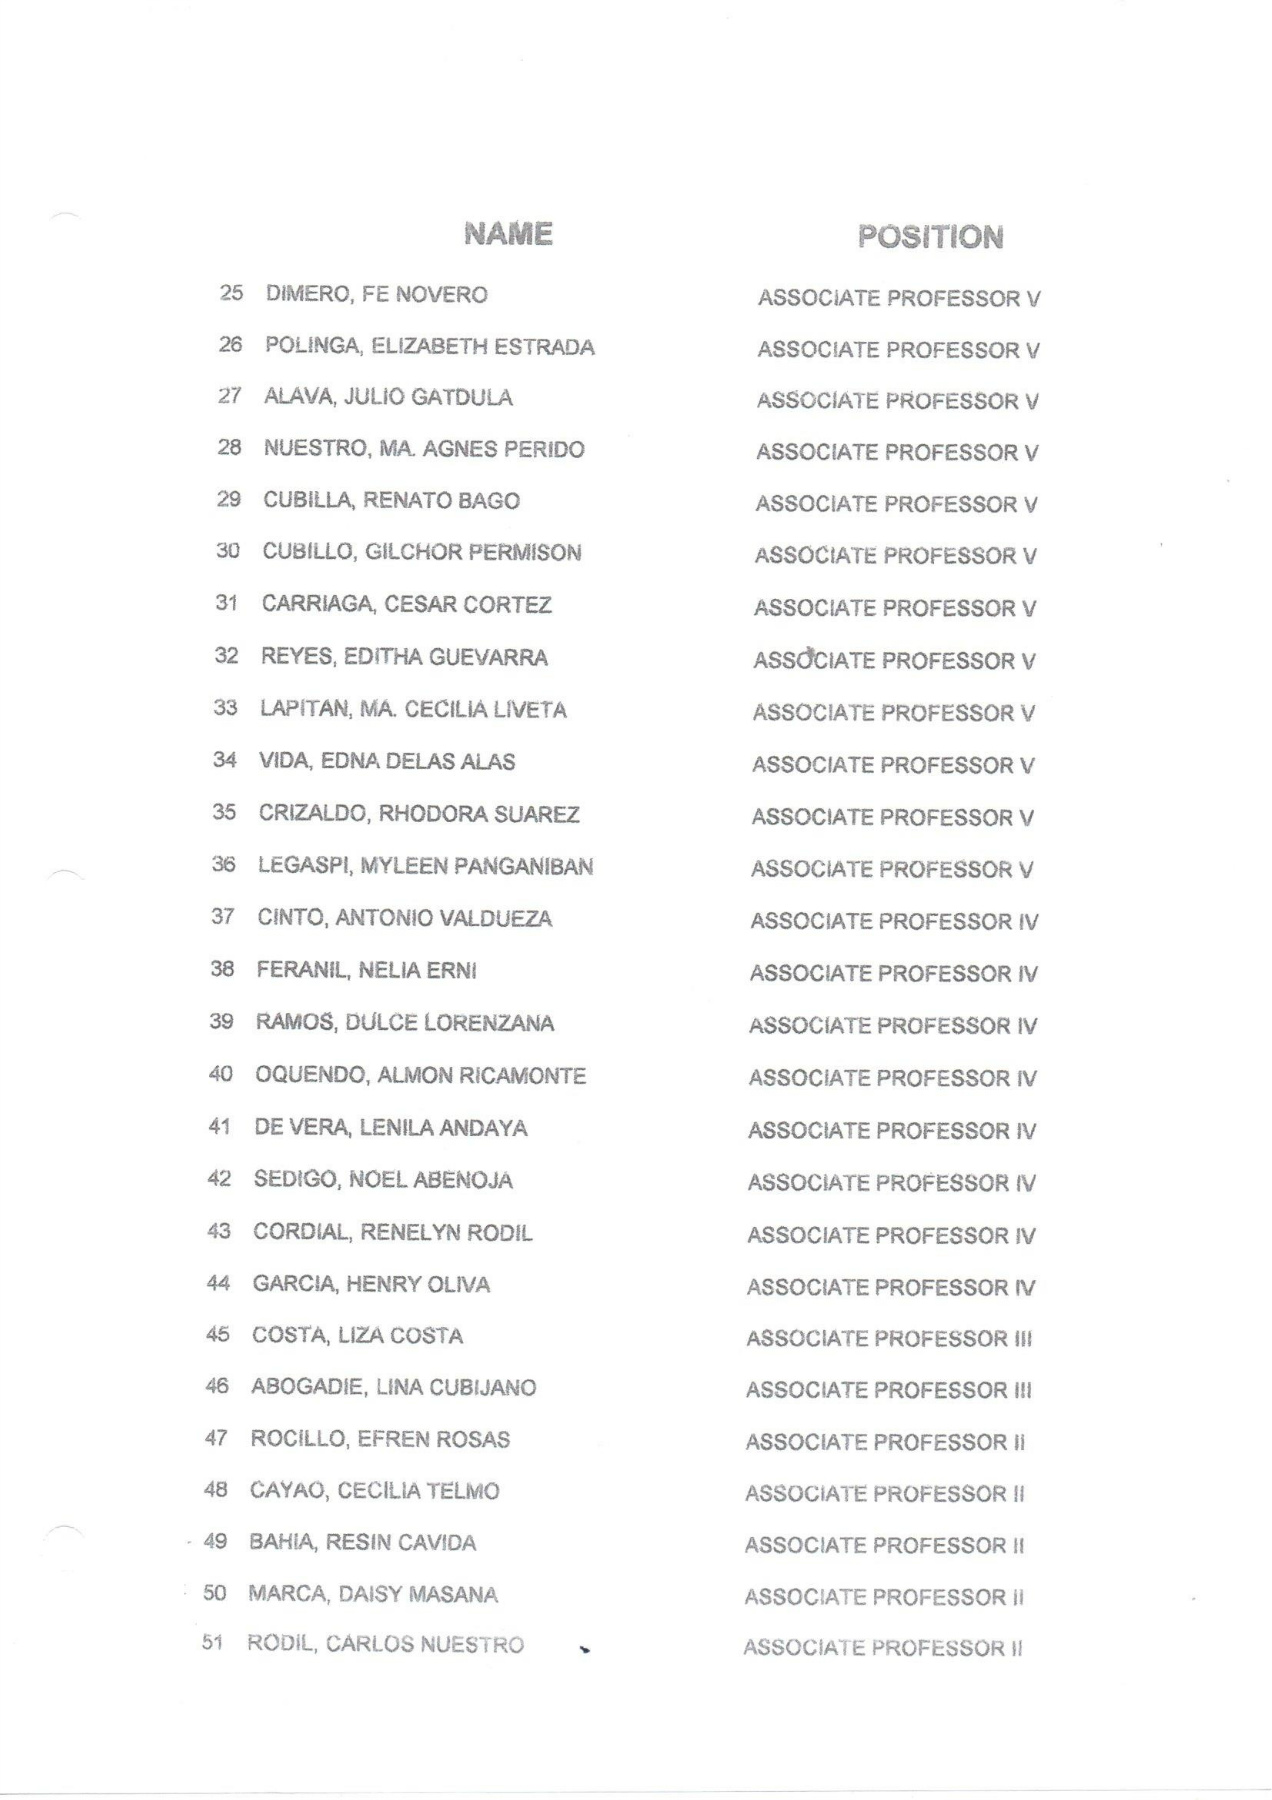 NAME POSITION
25 DIMERO, FE NOVERO ASSOCIATE PROFESSOR V
26 POLINGA, ELIZABETH ESTRADA ASSOCIATE PROFESSOR V
27 ALAVA, JULIO GATDULA ASSOCIATE PROFESSOR V
28 NUESTRO, MA. AGNES PERIDO ASSOCIATE PROFESSOR V
29 CUBILLA, RENATO BAGO ASSOCIATE PROFESSOR V
30 CUBILLO, GILCHOR PERMISON ASSOCIATE PROFESSOR V
31 CARRIAGA, CESAR CORTEZ ASSOCIATE PROFESSOR V
32 REYES, EDITHA GUEVARRA ASSOCIATE PROFESSOR V
33 LAPITAN, MA. CECILIA LIVETA ASSOCIATE PROFESSOR V
34 VIDA, EDNA DELAS ALAS ASSOCIATE PROFESSOR V
35 CRIZALDO, RHODORA SUAREZ ASSOCIATE PROFESSOR V
36 LEGASPI, MYLEEN PANGANIBAN ASSOCIATE PROFESSOR V
37 CINTO, ANTONIO VALDUEZA ASSOCIATE PROFESSOR IV
38 FERANIL, NELIA ERNI ASSOCIATE PROFESSOR IV
39 RAMOS, DULCE LORENZANA ASSOCIATE PROFESSOR IV
40 OQUENDO, ALMON RICAMONTE ASSOCIATE PROFESSOR IV
41 DE VERA, LENILA ANDAYA ASSOCIATE PROFESSOR IV
42 SEDIGO, NOEL ABENOJA ASSOCIATE PROFESSOR IV
43 CORDIAL, RENELYN RODIL ASSOCIATE PROFESSOR IV
44 GARCIA, HENRY OLIVA ASSOCIATE PROFESSOR IV
45 COSTA, LIZA COSTA ASSOCIATE PROFESSOR III
46 ABOGADIE, LINA CUBIJANO ASSOCIATE PROFESSOR III
47 ROCILLO, EFREN ROSAS ASSOCIATE PROFESSOR II
48 CAYAO, CECILIA TELMO ASSOCIATE PROFESSOR II
49 BAHIA, RESIN CAVIDA ASSOCIATE PROFESSOR II
50 MARCA, DAISY MASANA ASSOCIATE PROFESSOR II
51 RODIL, CARLOS NUESTRO ASSOCIATE PROFESSOR II